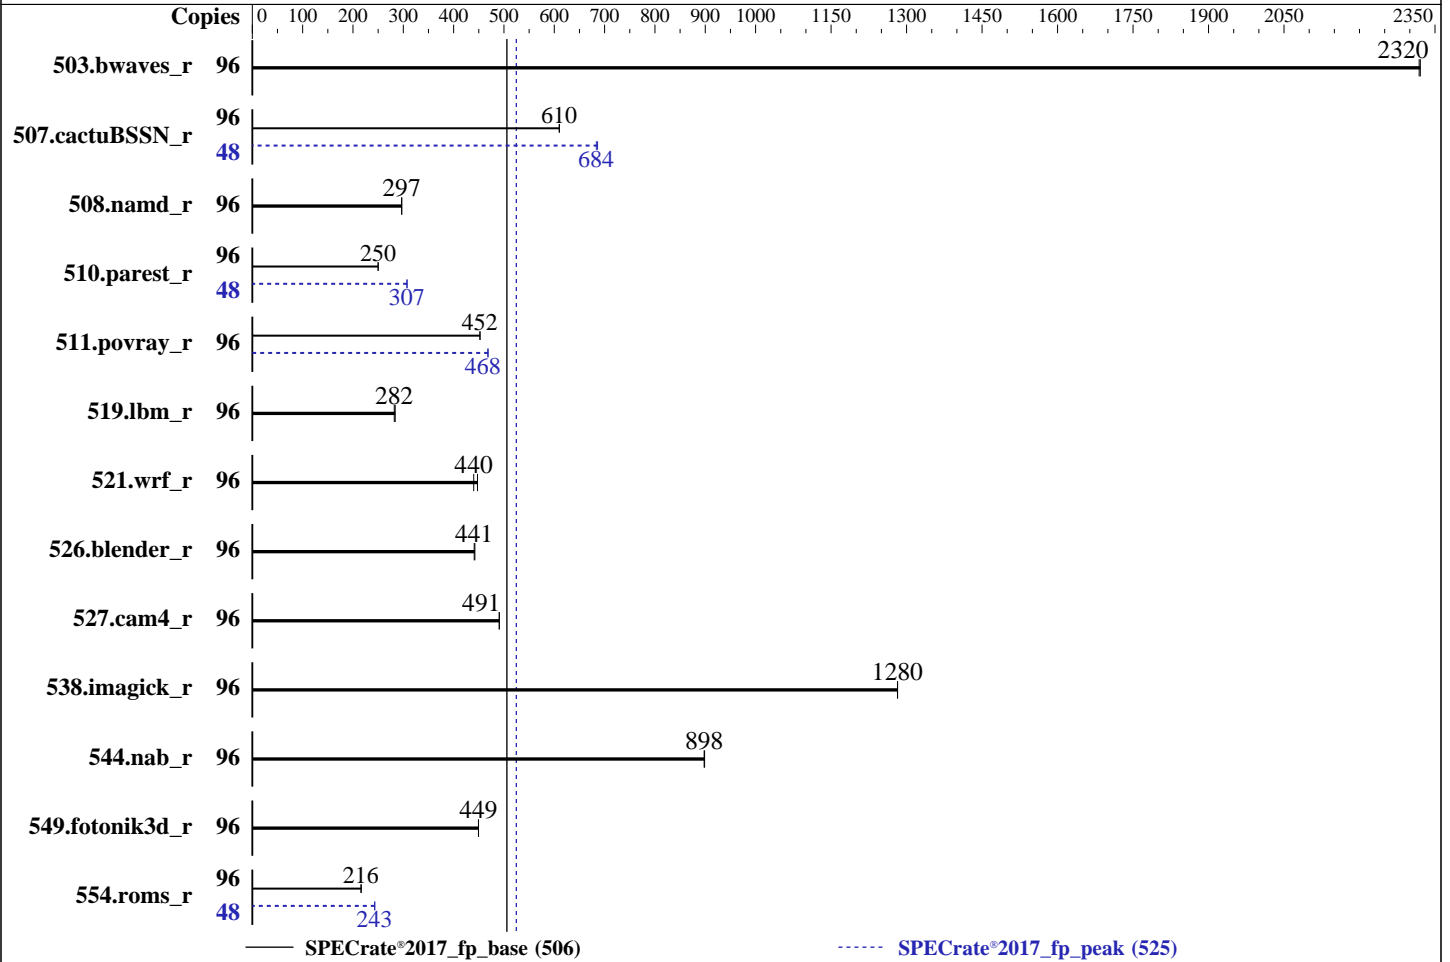 Copies 0 100 200 300 400 500 600 700 800 900 1000 1150 1300 1450 1600 1750 1900 2050 2350
503.bwaves_r 96 2320
507.cactuBSSN_r 96 610
48 684
508.namd_r 96 297
510.parest_r 96 250
48 307
511.povray_r 96 452
468
519.lbm_r 96 282
521.wrf_r 96 440
526.blender_r 96 441
527.cam4_r 96 491
538.imagick_r 96 1280
544.nab_r 96 898
549.fotonik3d_r 96 449
554.roms_r 96 216
48 243
SPECrate®2017_fp_base (506) SPECrate®2017_fp_peak (525)